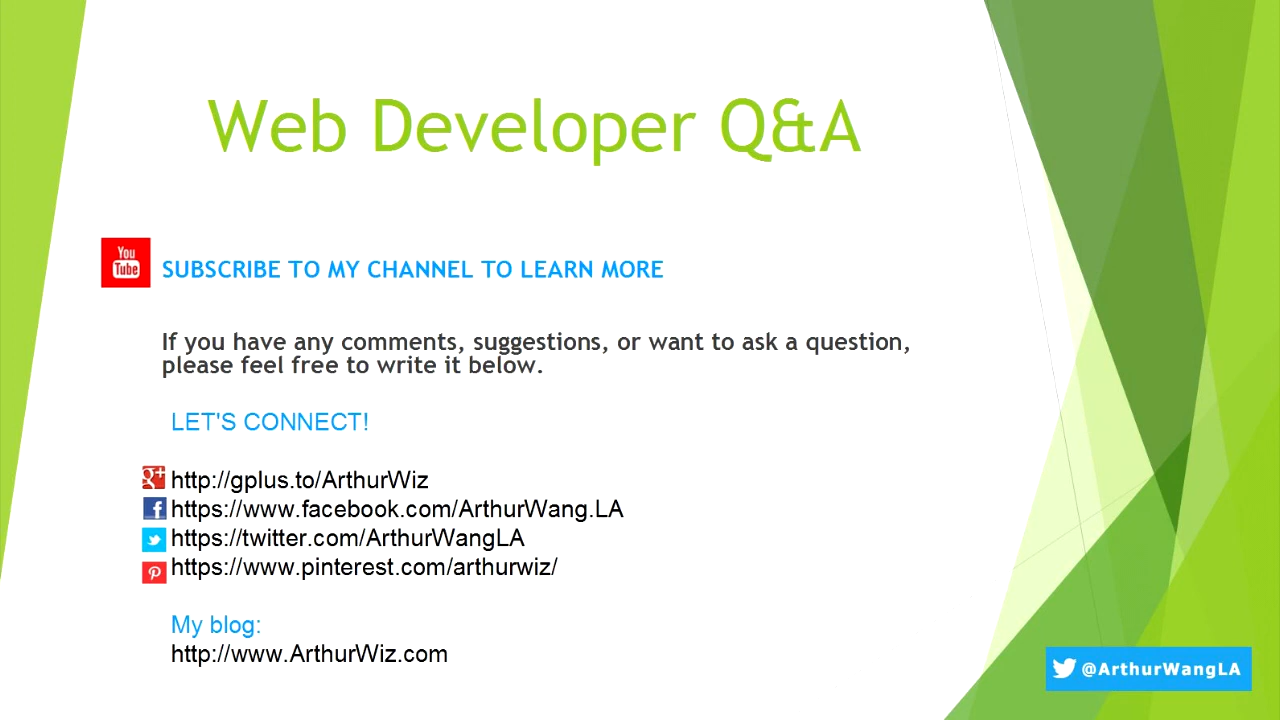 Web Developer Q&A
You
Tube
SUBSCRIBE TO MY CHANNEL TO LEARN MORE
If you have any comments, suggestions, or want to ask a question,
please feel free to write it below.
LET'S CONNECT!
g+ http://gplus.to/ArthurWiz
f https://www.facebook.com/ArthurWang.LA
https://twitter.com/ArthurWangLA
https://www.pinterest.com/arthurwiz/
My blog:
http://www.ArthurWiz.com
@ArthurWangLA